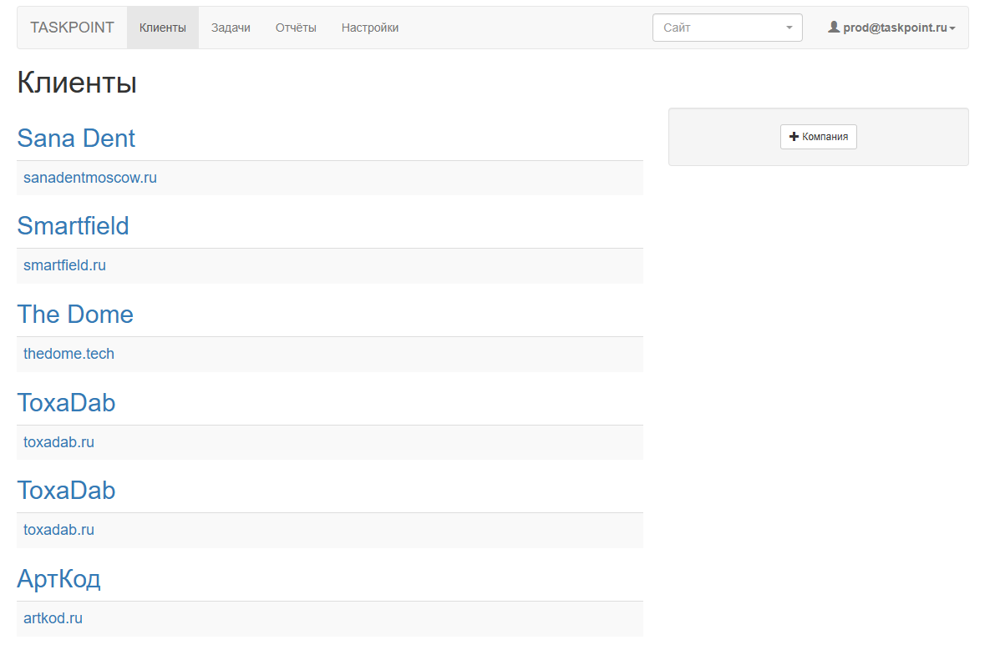 TASKPOINT Клиенты Задачи Отчёты Настройки Сайт prod@taskpoint.ru
Клиенты
Компания
Sana Dent
sanadentmoscow.ru
Smartfield
smartfield.ru
The Dome
thedome.tech
ToxaDab
toxadab.ru
ToxaDab
toxadab.ru
АртКод
artkod.ru